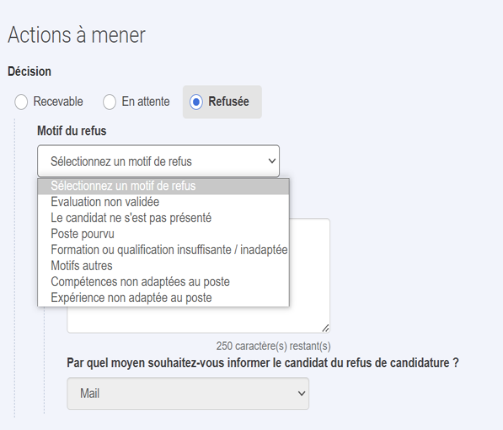 Actions à mener
Décision
Recevable En attente Refusée
Motif du refus
Sélectionnez un motif de refus
Sélectionnez un motif de refus
Evaluation non validée
Le candidat ne s'est pas présenté
Poste pourvu
Formation ou qualification insuffisante / inadaptée
Motifs autres
Compétences non adaptées au poste
Expérience non adaptée au poste
250 caractère(s) restant(s)
Par quel moyen souhaitez-vous informer le candidat du refus de candidature ?
Mail